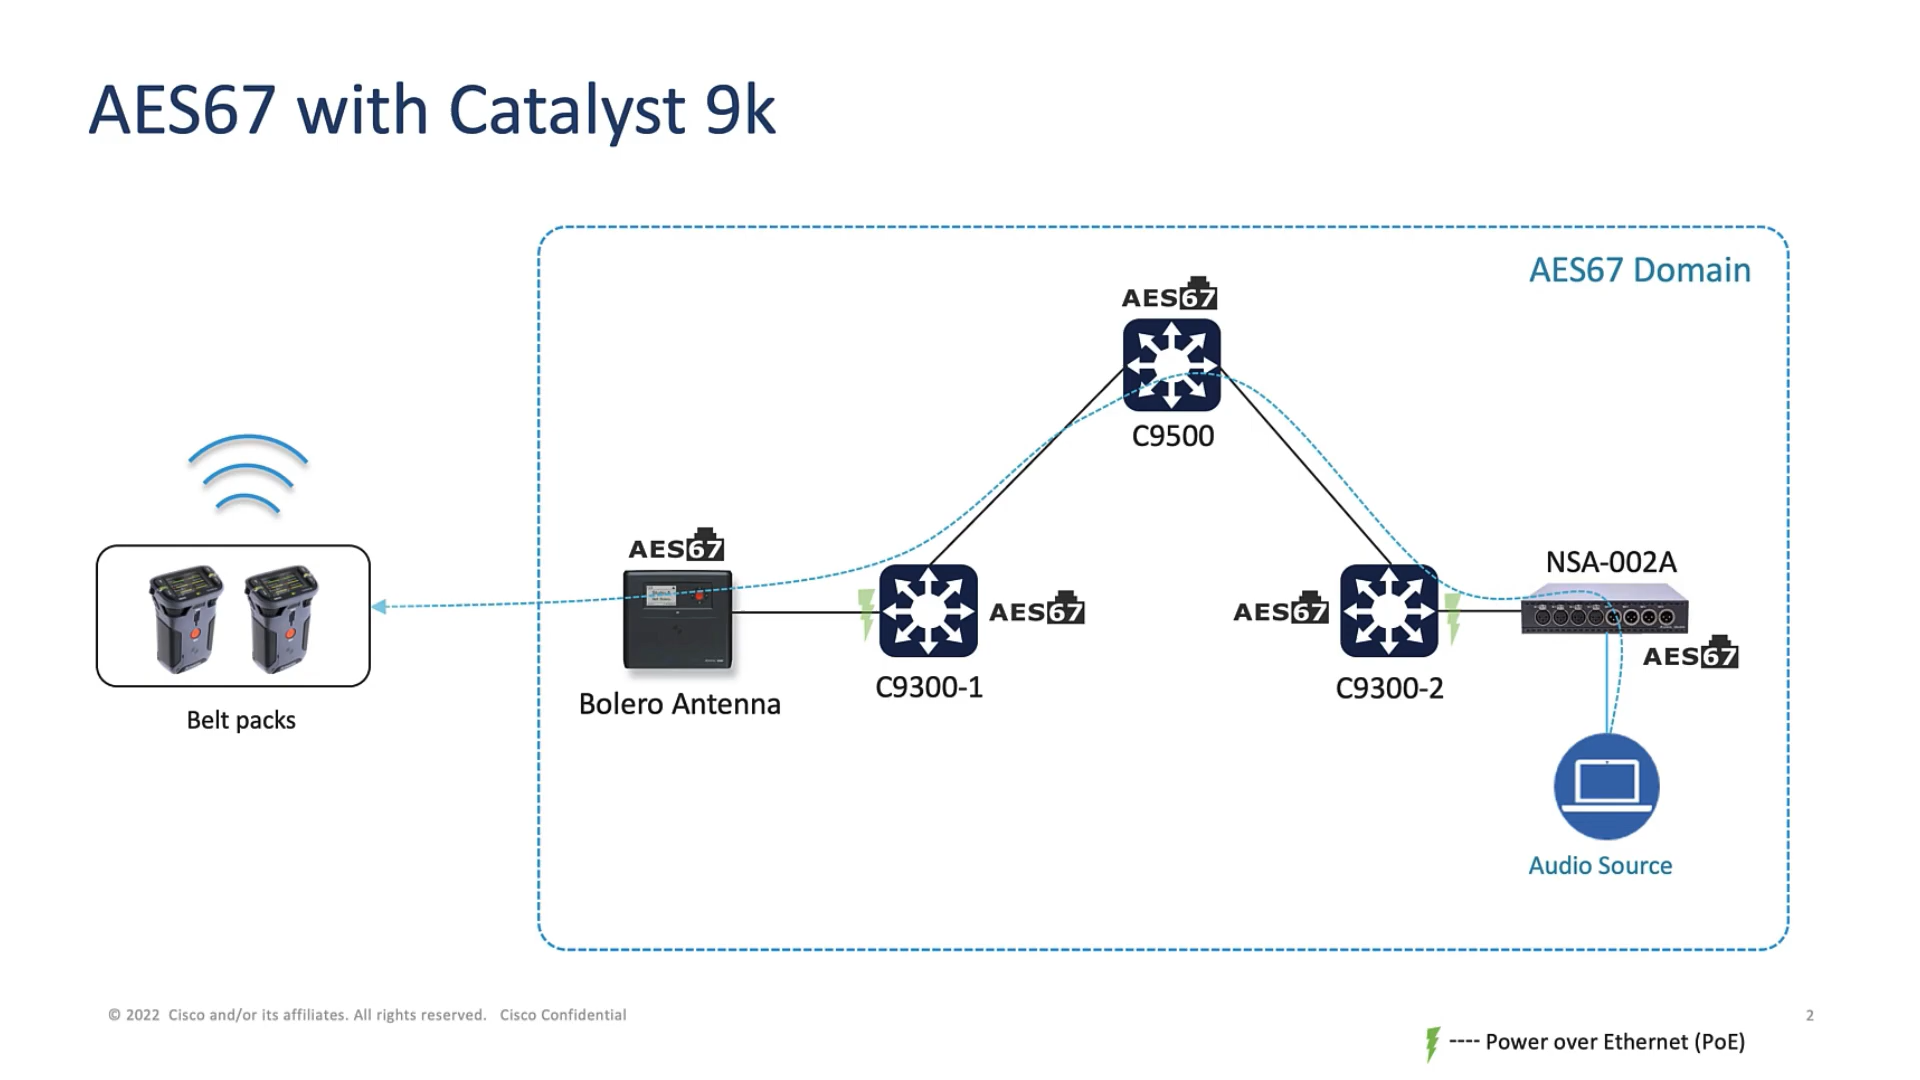 AES67 with Catalyst 9k
AES67 Domain
AES67
C9500
AES67
Bolero Antenna
C9300-1
AES67
AES67
C9300-2
NSA-002A
AES67
Belt packs
Audio Source
© 2022 Cisco and/or its affiliates. All rights reserved. Cisco Confidential
2
---- Power over Ethernet (PoE)